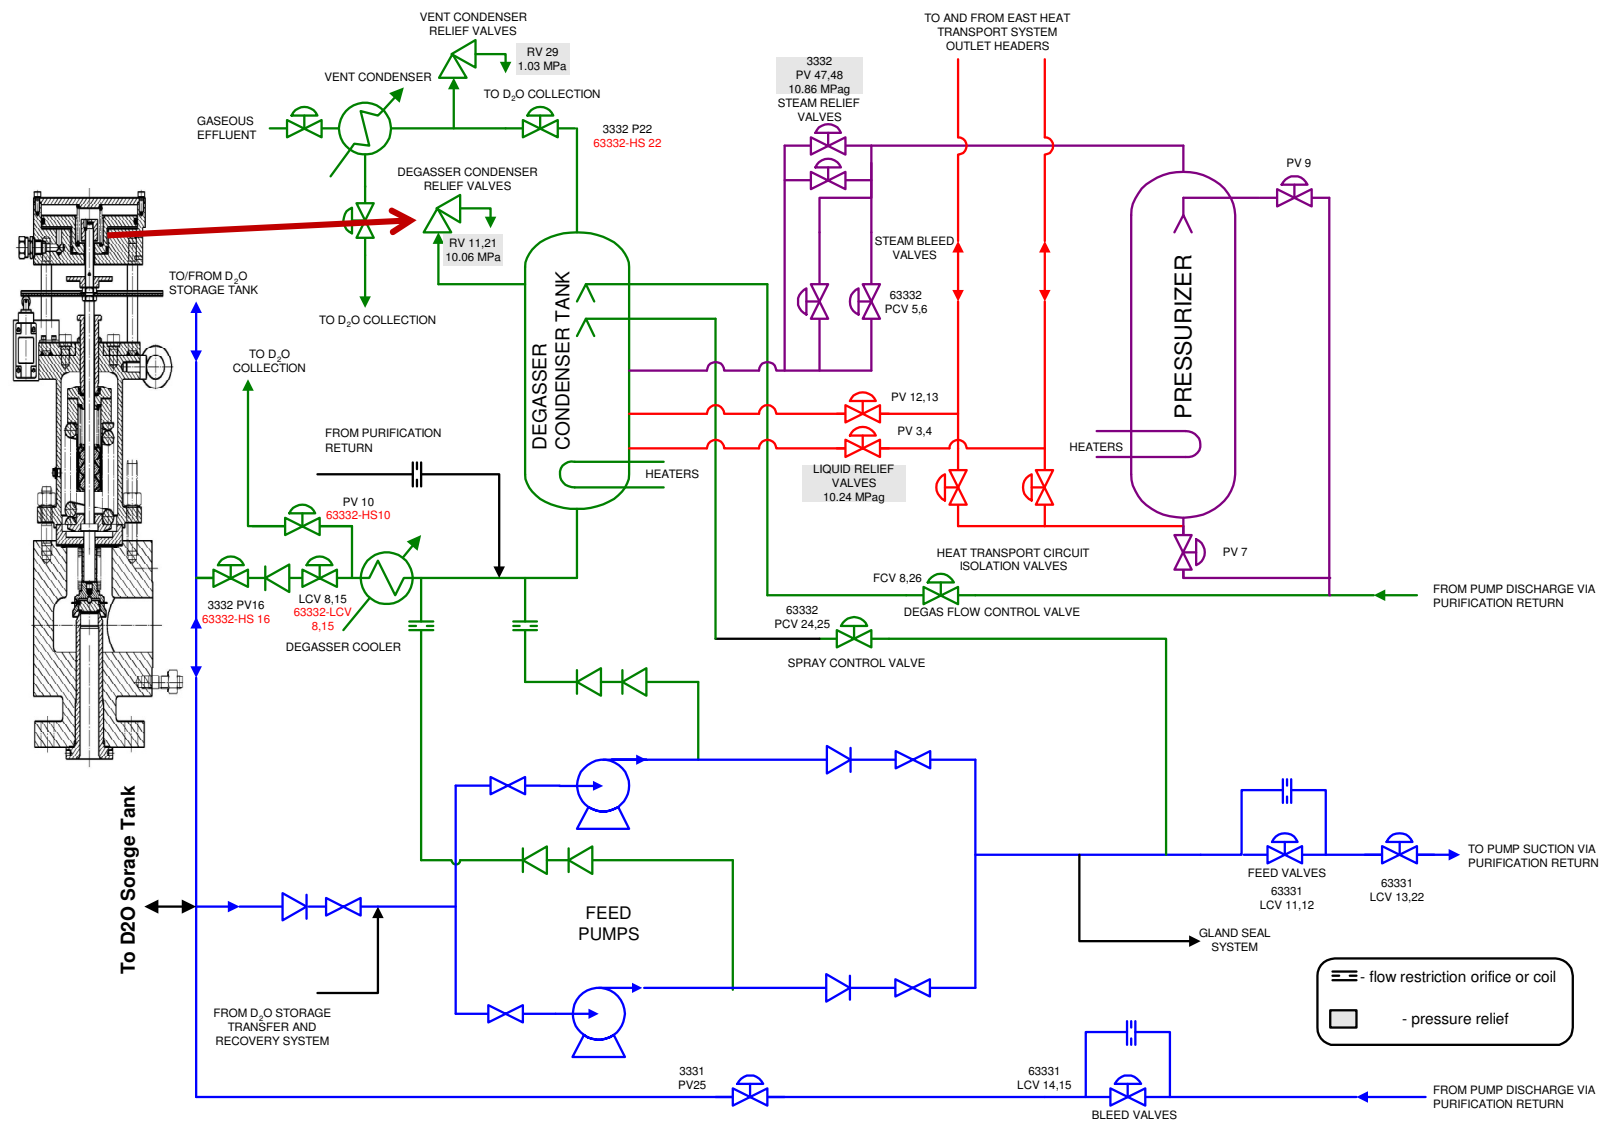 VENT CONDENSER
RELIEF VALVES
RV 29
1.03 MPa
VENT CONDENSER
TO D2O COLLECTION
GASEOUS
EFFLUENT
3332 P22
63332-HS 22
DEGASSER CONDENSER
RELIEF VALVES
RV 11,21
10.06 MPa
TO D2O COLLECTION
TO/FROM D2O
STORAGE TANK
TO D2O
COLLECTION
TO AND FROM EAST HEAT
TRANSPORT SYSTEM
OUTLET HEADERS
3332
PV 47,48
10.86 MPag
STEAM RELIEF
VALVES
PV 9
STEAM BLEED
VALVES
63332
PCV 5,6
DEGASSER
CONDENSER TANK
PRESSURIZER
HEATERS
HEATERS
PV 12,13
PV 3,4
LIQUID RELIEF
VALVES
10.24 MPag
FROM PURIFICATION
RETURN
PV 10
63332-HS10
3332 PV16
63332-HS 16
LCV 8,15
63332-LCV
8,15
DEGASSER COOLER
HEAT TRANSPORT CIRCUIT
ISOLATION VALVES
PV 7
FCV 8,26
DEGAS FLOW CONTROL VALVE
FROM PUMP DISCHARGE VIA
PURIFICATION RETURN
63332
PCV 24,25
SPRAY CONTROL VALVE
To D2O Sorage Tank
FEED
PUMPS
FROM D2O STORAGE
TRANSFER AND
RECOVERY SYSTEM
TO PUMP SUCTION VIA
PURIFICATION RETURN
FEED VALVES
63331
LCV 11,12
63331
LCV 13,22
GLAND SEAL
SYSTEM
- flow restriction orifice or coil
- pressure relief
3331
PV25
63331
LCV 14,15
BLEED VALVES
FROM PUMP DISCHARGE VIA
PURIFICATION RETURN